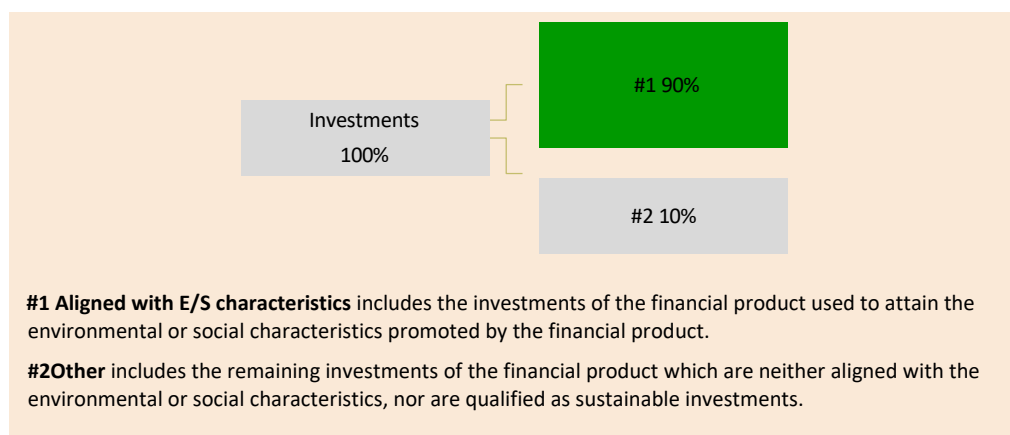 #1 90%
Investments
100%
#2 10%
#1 Aligned with E/S characteristics includes the investments of the financial product used to attain the
environmental or social characteristics promoted by the financial product.
#2Other includes the remaining investments of the financial product which are neither aligned with the
environmental or social characteristics, nor are qualified as sustainable investments.